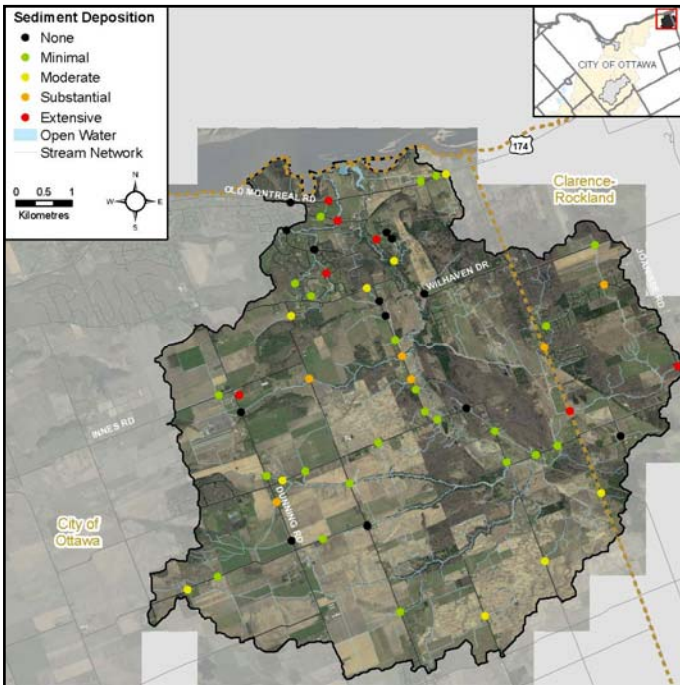 Sediment Deposition
None
Minimal
Moderate
Substantial
Extensive
Open Water
Stream Network
0 0.5 1
Kilometres
N
W E
S
CITY OF OTTAWA
174
OLD MONTREAL RD
Clarence-
Rockland
WILHAVEN DR
INNES RD
DUNNING RD
City of
Ottawa